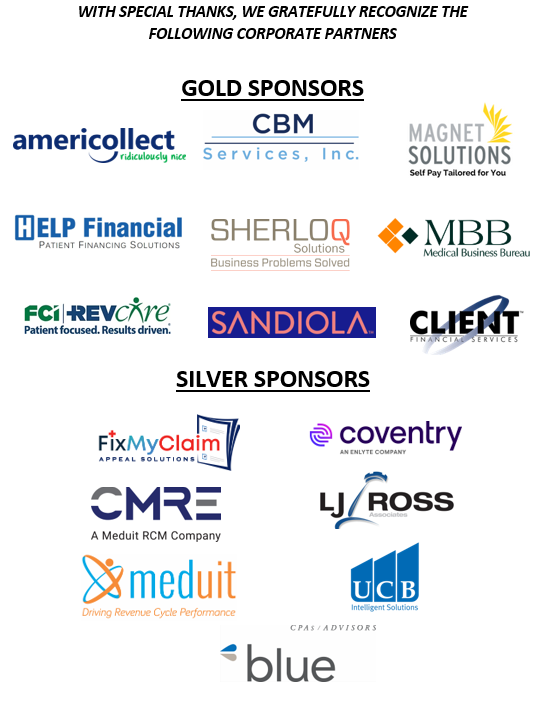 WITH SPECIAL THANKS, WE GRATEFULLY RECOGNIZE THE
FOLLOWING CORPORATE PARTNERS
GOLD SPONSORS
americollect
ridiculously nice
CBM
Services, Inc.
MAGNET
SOLUTIONS
Self Pay Tailored for You
HELP Financial
PATIENT FINANCING SOLUTIONS
SHERLOQ
Solutions
Business Problems Solved
MBB
Medical Business Bureau
FCi REVcare®
Patient focused. Results driven.
SANDIOLA™
CLIENT™
FINANCIAL SERVICES
SILVER SPONSORS
FixMyClaim
APPEAL SOLUTIONS
coventry
AN ENLYTE COMPANY
CMRE
A Meduit RCM Company
LJ ROSS
Associates
meduit
Driving Revenue Cycle Performance
UCB
Intelligent Solutions
CPAs / ADVISORS
blue